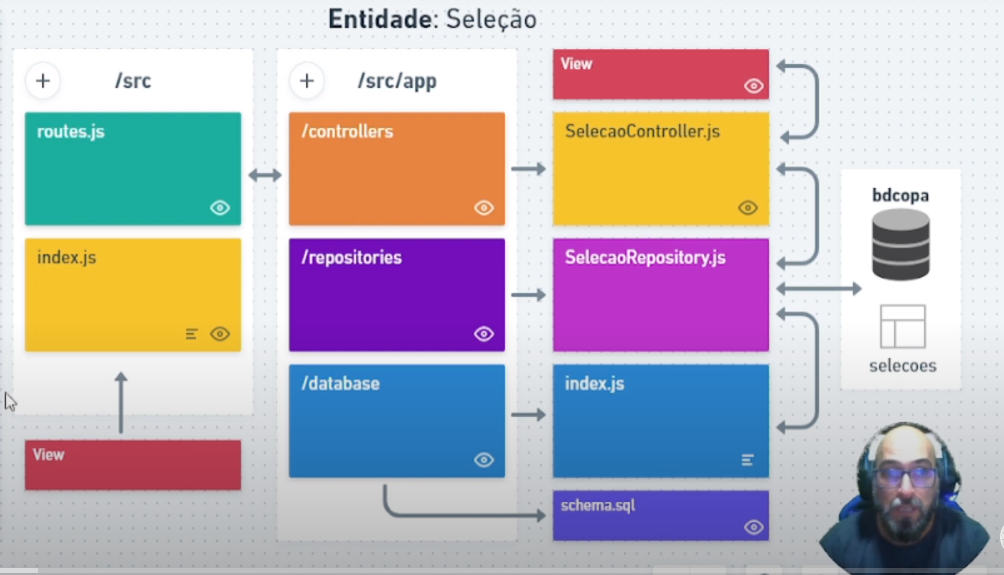 Entidade: Seleção
/src
routes.js
index.js
View
/src/app
/controllers
/repositories
/database
View
SelecaoController.js
SelecaoRepository.js
index.js
schema.sql
bdcopa
selecoes